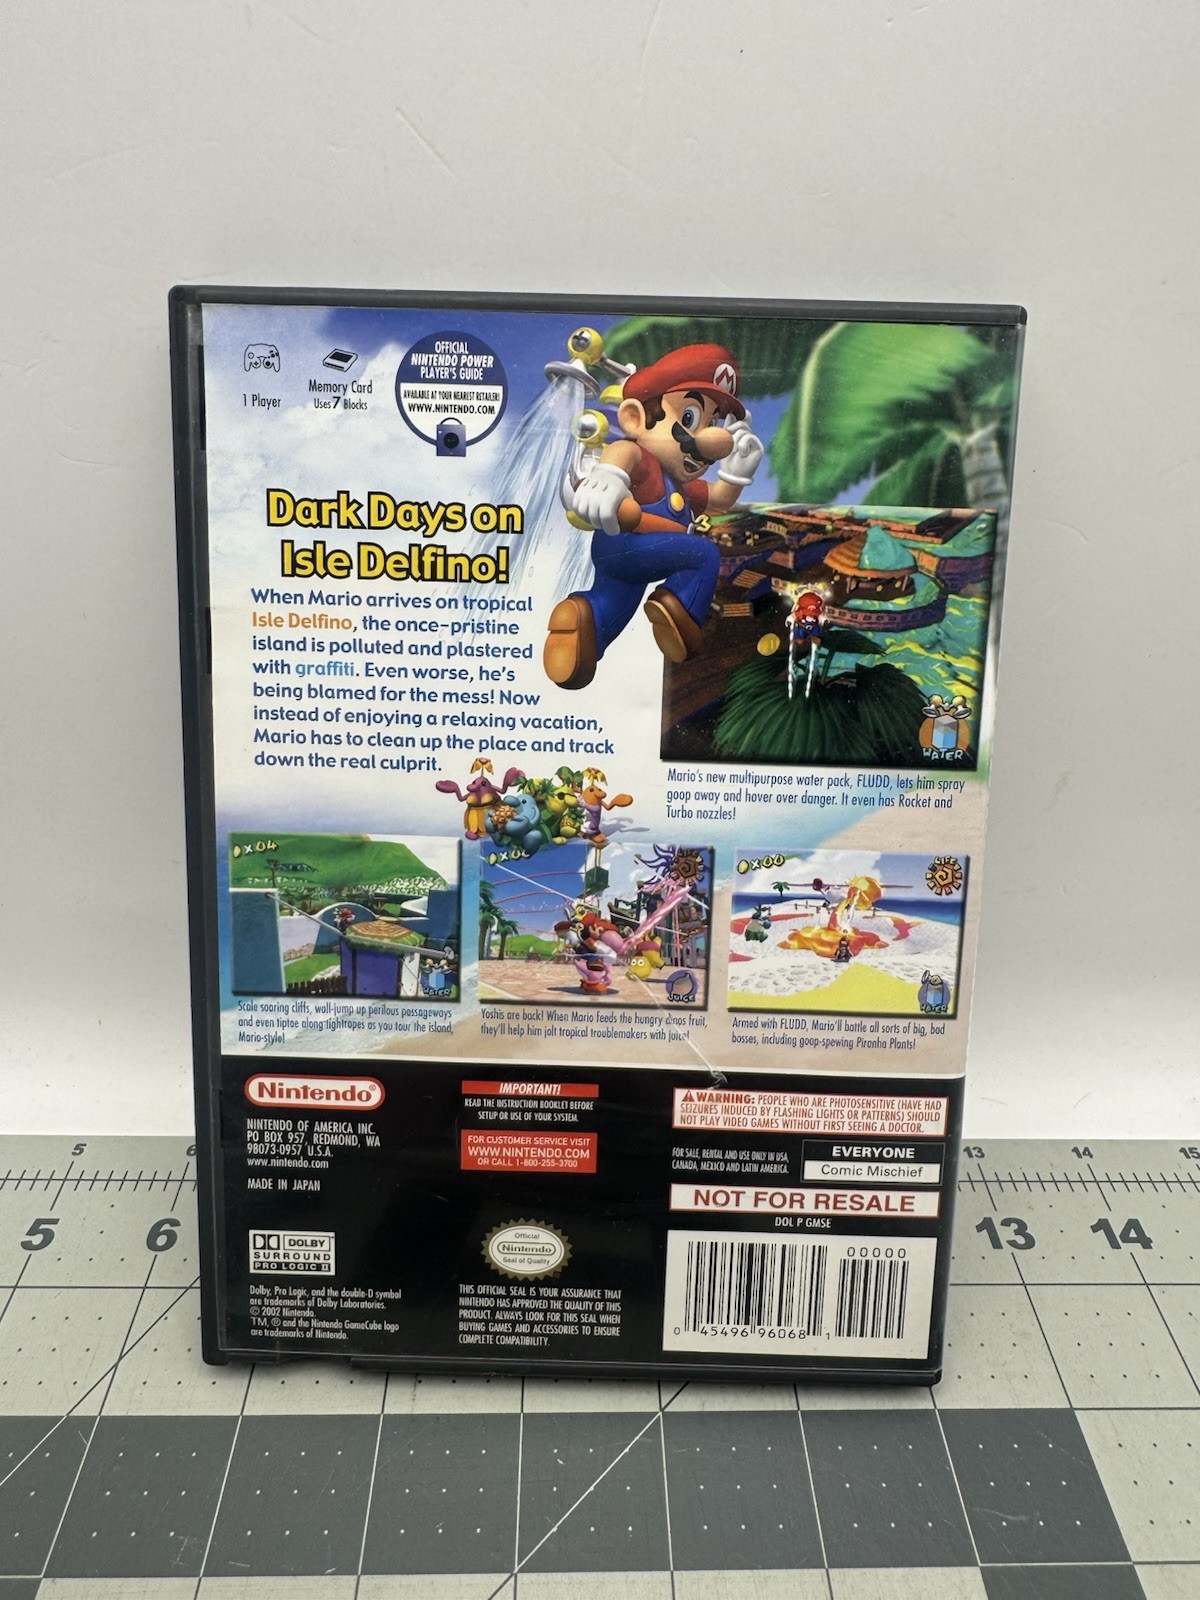 1 Player
Memory Card
Uses 7 Blocks
OFFICIAL
NINTENDO POWER
PLAYER'S GUIDE
AVAILABLE AT YOUR NEAREST RETAILER!
WWW.NINTENDO.COM
M
Dark Days on
Isle Delfino!
When Mario arrives on tropical
Isle Delfino, the once-pristine
island is polluted and plastered
with graffiti. Even worse, he's
being blamed for the mess! Now
instead of enjoying a relaxing vacation,
Mario has to clean up the place and track
down the real culprit.
WATER
Mario's new multipurpose water pack, FLUDD, lets him spray
goop away and hover over danger. It even has Rocket and
Turbo nozzles!
x04
WATER
Scale soaring cliffs, wall-jump up perilous passageways
and even tiptoe along tightropes as you tour the island,
Mario-style!
LIFE
JUICE
Yoshis are back! When Mario feeds the hungry dinos fruit,
they'll help him jolt tropical troublemakers with juice!
x00
LIFE
WATER
Armed with FLUDD, Mario'll battle all sorts of big, bad
bosses, including goop-spewing Piranha Plants!
Nintendo®
NINTENDO OF AMERICA INC.
PO BOX 957, REDMOND, WA
98073-0957 U.S.A.
www.nintendo.com
MADE IN JAPAN
IMPORTANT!
READ THE INSTRUCTION BOOKLET BEFORE
SETUP OR USE OF YOUR SYSTEM.
FOR CUSTOMER SERVICE VISIT
WWW.NINTENDO.COM
OR CALL 1-800-255-3700
WARNING: PEOPLE WHO ARE PHOTOSENSITIVE (HAVE HAD
SEIZURES INDUCED BY FLASHING LIGHTS OR PATTERNS) SHOULD
NOT PLAY VIDEO GAMES WITHOUT FIRST SEEING A DOCTOR.
FOR SALE, RENTAL AND USE ONLY IN USA,
CANADA, MEXICO AND LATIN AMERICA.
EVERYONE
Comic Mischief
NOT FOR RESALE
DOL P GMSE
DOLBY
SURROUND
PRO LOGIC II
Dolby, Pro Logic, and the double-D symbol
are trademarks of Dolby Laboratories.
© 2002 Nintendo.
TM, ® and the Nintendo GameCube logo
are trademarks of Nintendo.
Official
Nintendo
Seal of Quality
THIS OFFICIAL SEAL IS YOUR ASSURANCE THAT
NINTENDO HAS APPROVED THE QUALITY OF THIS
PRODUCT. ALWAYS LOOK FOR THIS SEAL WHEN
BUYING GAMES AND ACCESSORIES TO ENSURE
COMPLETE COMPATIBILITY.
00000
0 45496 96068 1
5 6 13 14 15
5 6 13 14